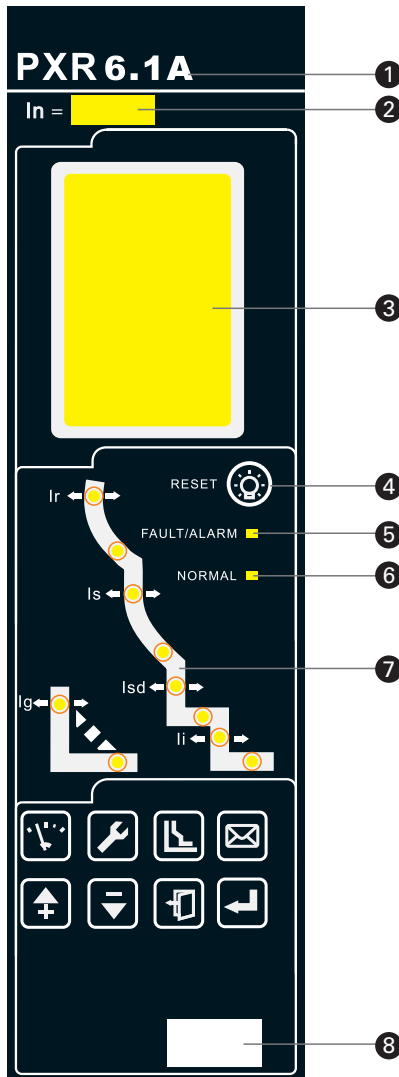 PXR 6.1A
1
In =
2
3
RESET
4
Ir
FAULT/ALARM
5
NORMAL
6
Is
7
Isd
Ig
Ii
8